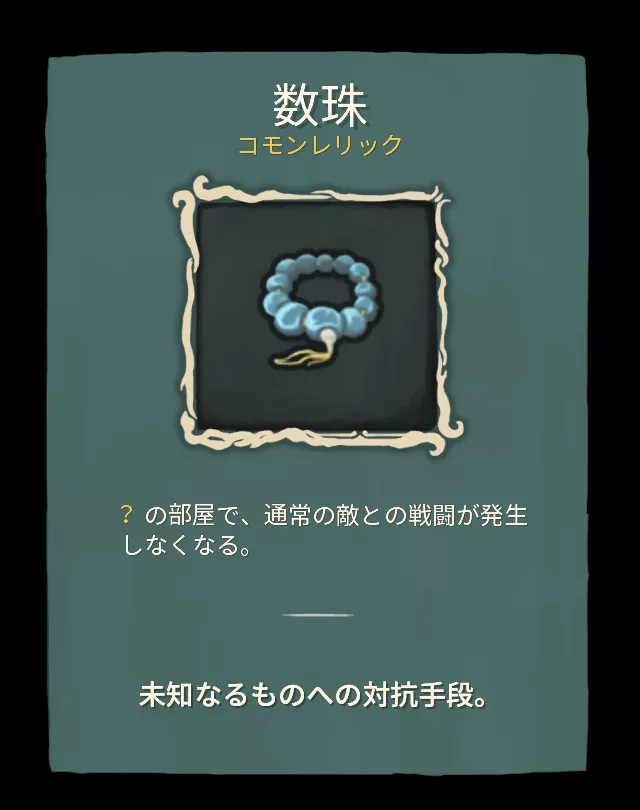 数珠
コモンレリック
? の部屋で、通常の敵との戦闘が発生
しなくなる。
未知なるものへの対抗手段。